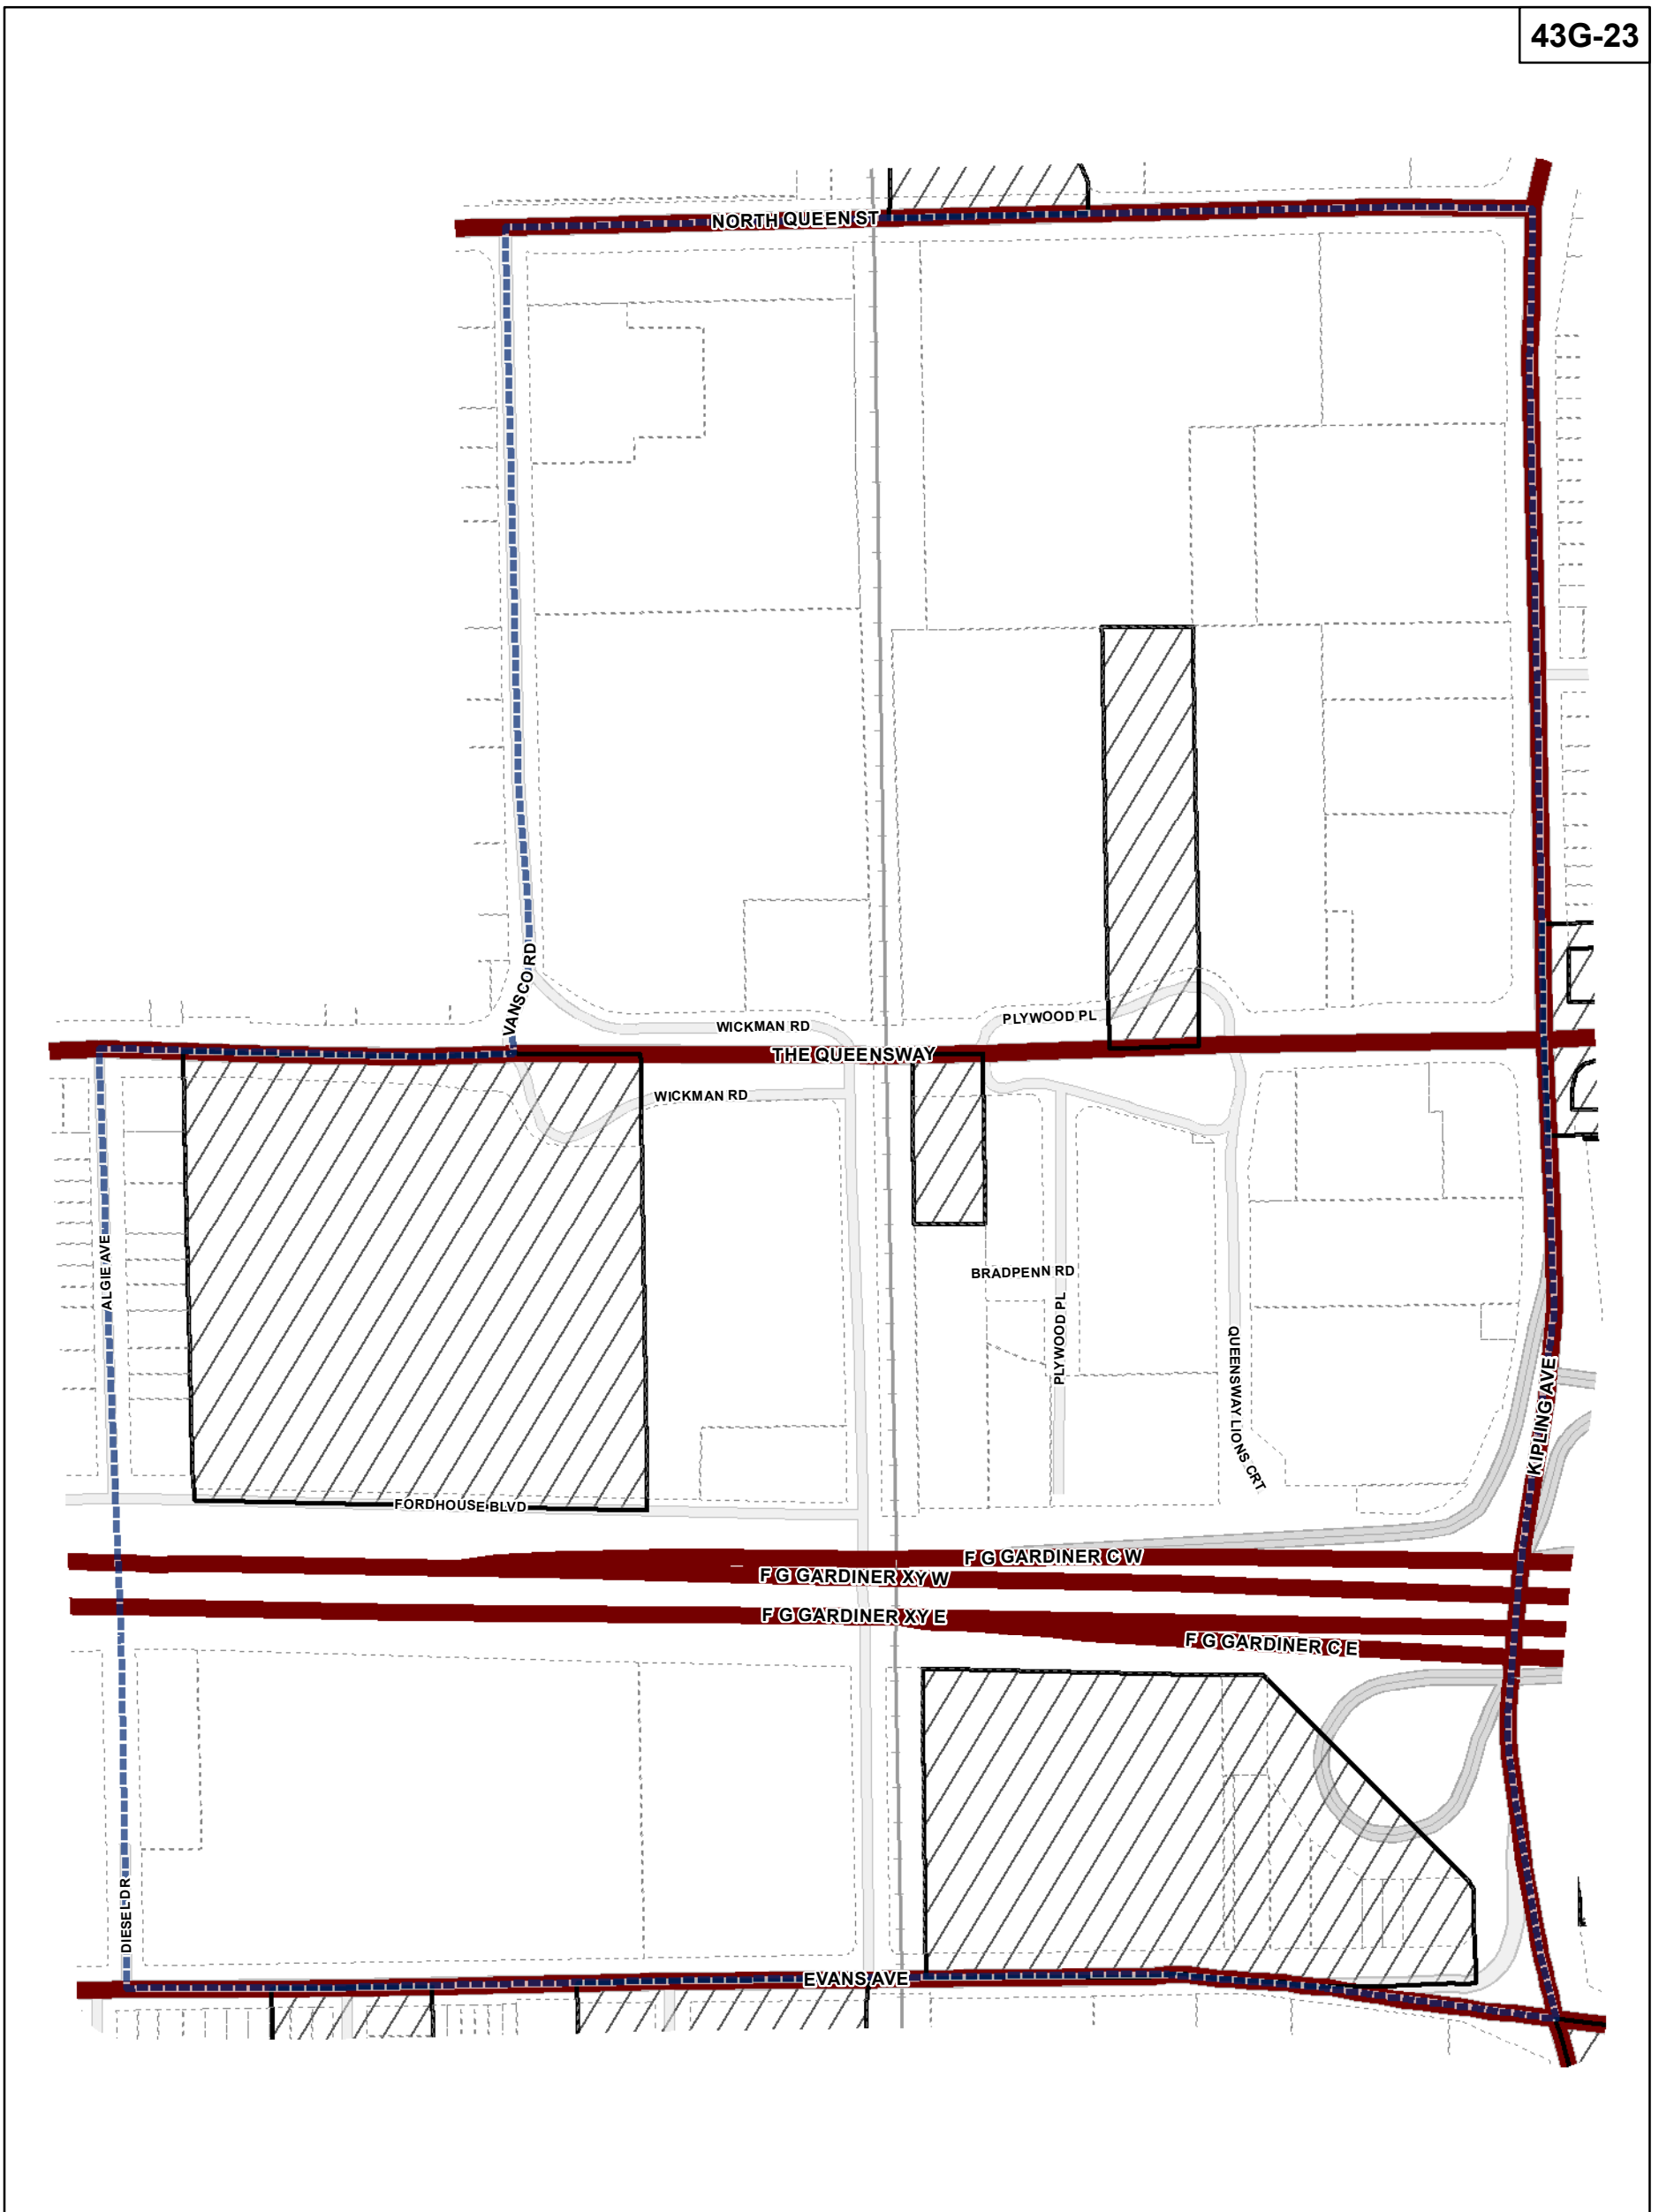 43G-23
NORTH QUEEN ST
VANSCO RD
WICKMAN RD
PLYWOOD PL
THE QUEENSWAY
WICKMAN RD
ALGIE AVE
BRADPENN RD
PLYWOOD PL
QUEENSWAY LIONS CRT
KIPLING AVE
FORDHOUSE BLVD
F G GARDINER C W
F G GARDINER XY W
F G GARDINER XY E
F G GARDINER C E
DIESEL DR
EVANS AVE